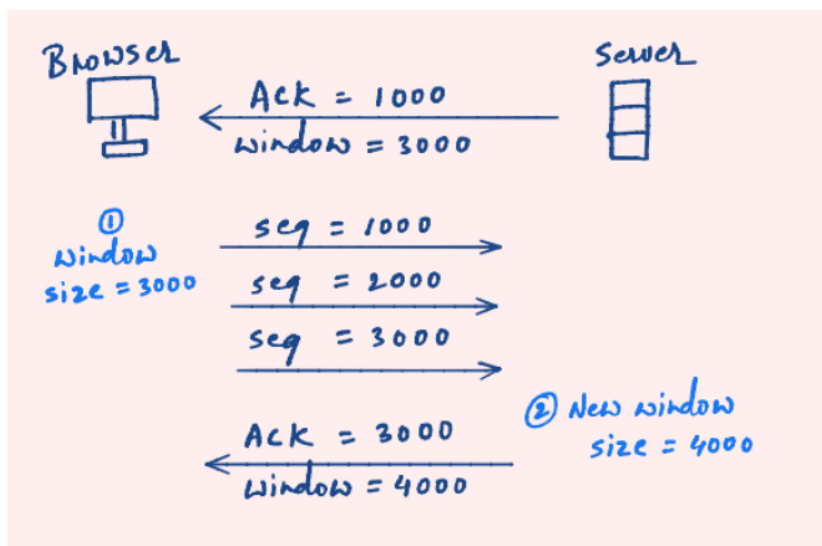 Browser
Server
Ack = 1000
window = 3000
①
window
size = 3000
seq = 1000
seq = 2000
seq = 3000
② New window
size = 4000
Ack = 3000
window = 4000